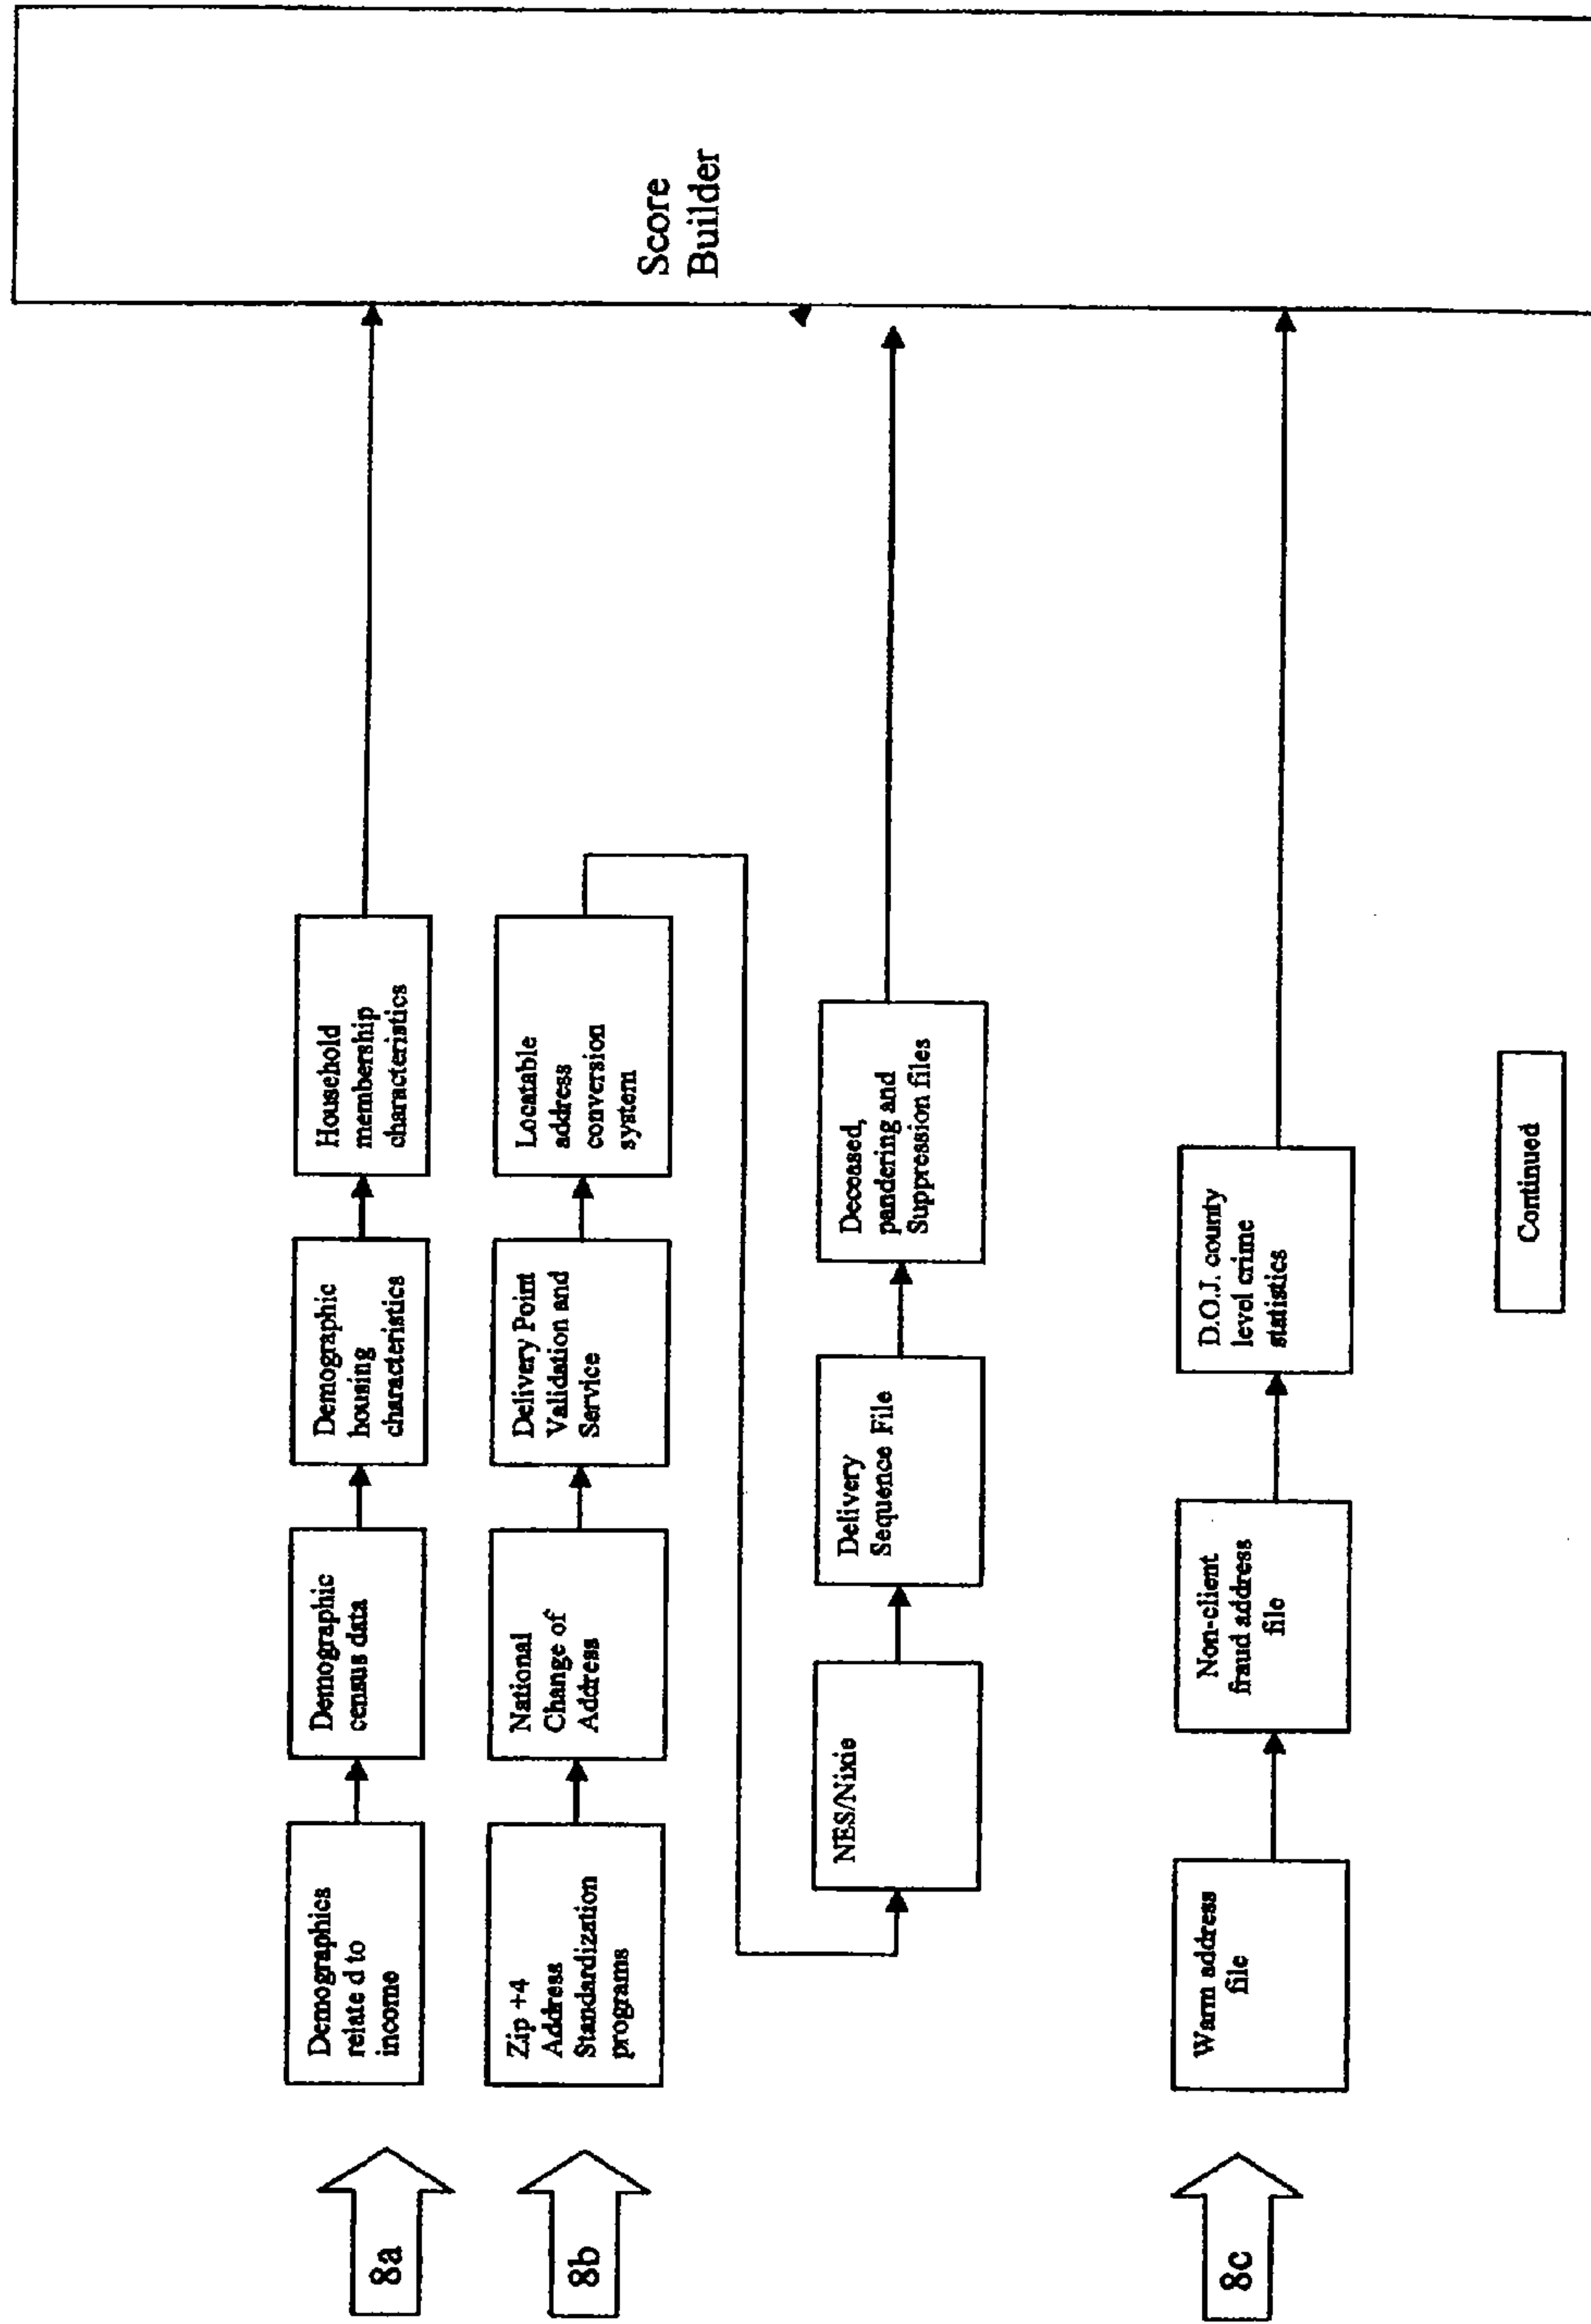 8a
Demographics
relate d to
income
Demographic
census data
Demographic
housing
characteristics
Household
membership
characteristics
8b
Zip +4
Address
Standardization
programs
National
Change of
Address
Delivery Point
Validation and
Service
Locatable
address
conversion
system
NES/Nixie
Delivery
Sequence File
Deceased,
pandering and
Suppression files
8c
Warm address
file
Non-client
fraud address
file
D.O.J. county
level crime
statistics
Score
Builder
Continued